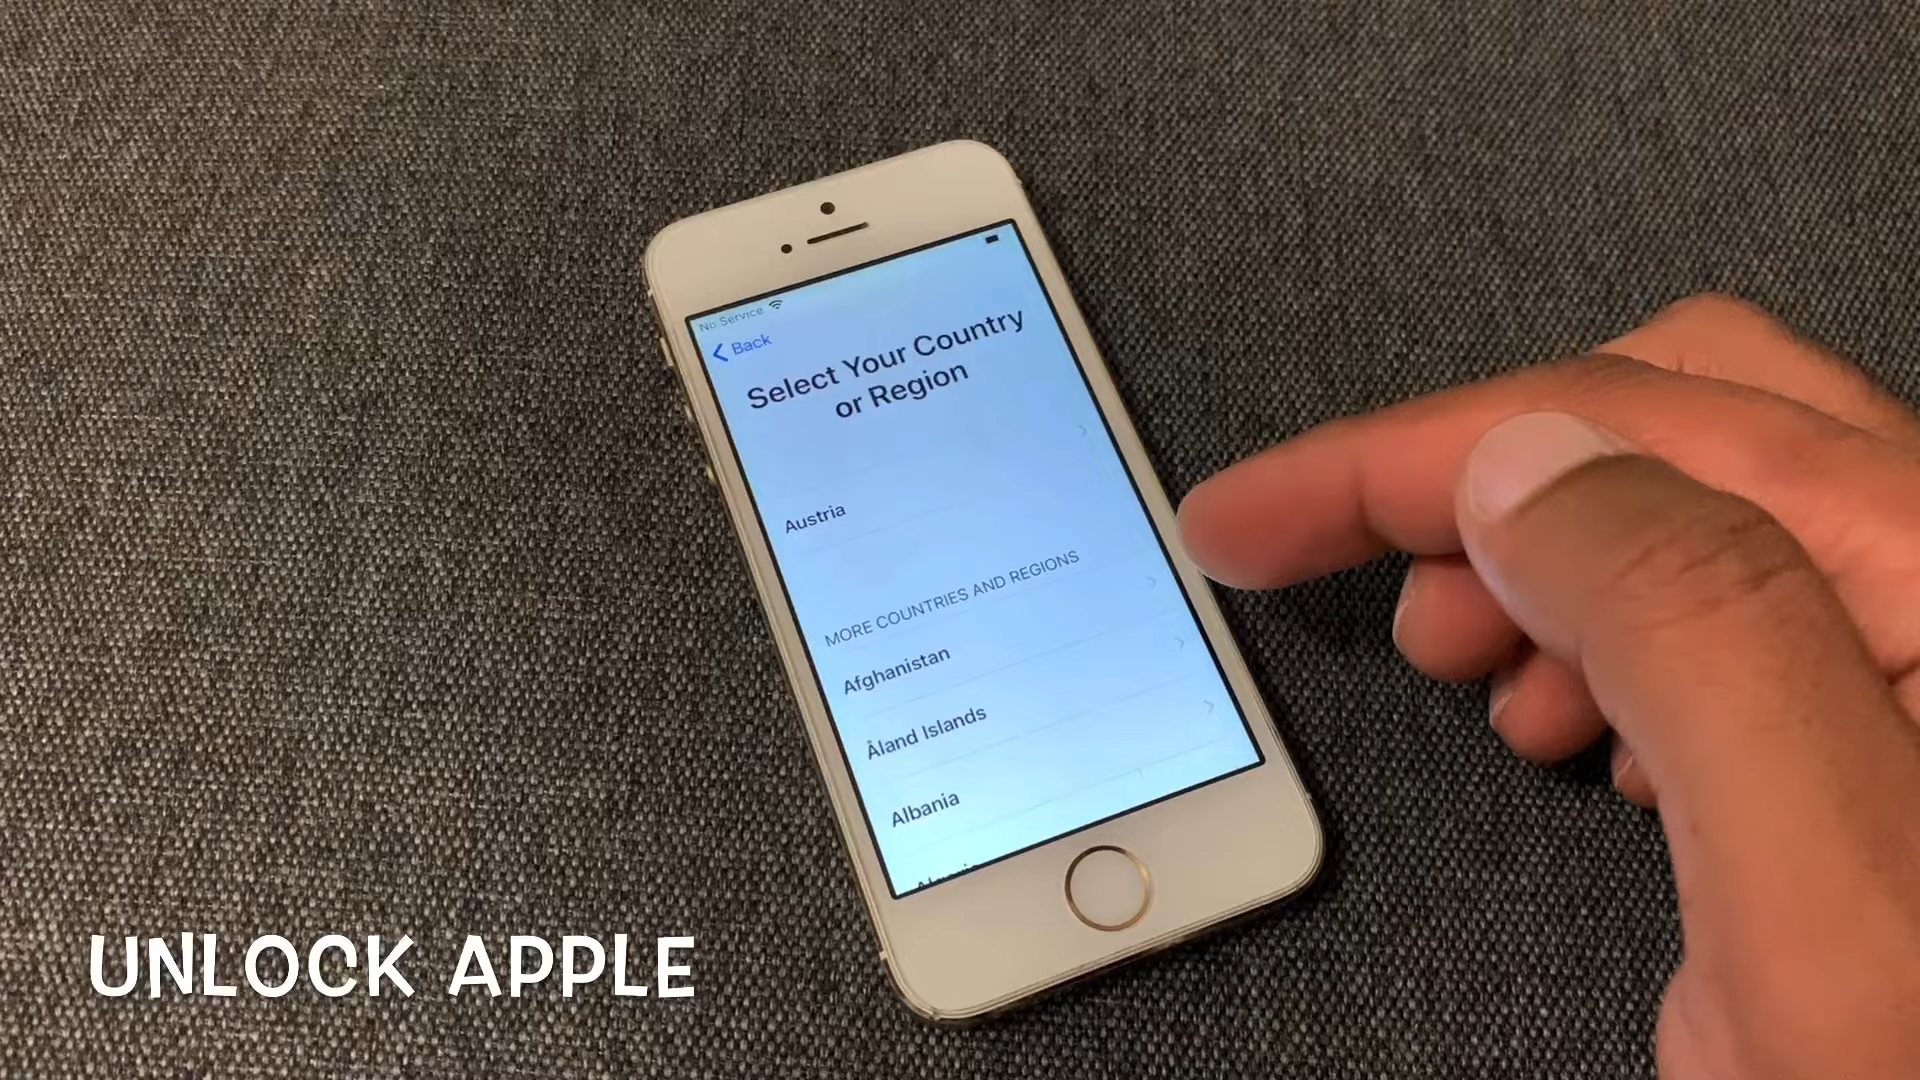 No Service
Back
Select Your Country
or Region
Austria
MORE COUNTRIES AND REGIONS
Afghanistan
Åland Islands
Albania
UNLOCK APPLE